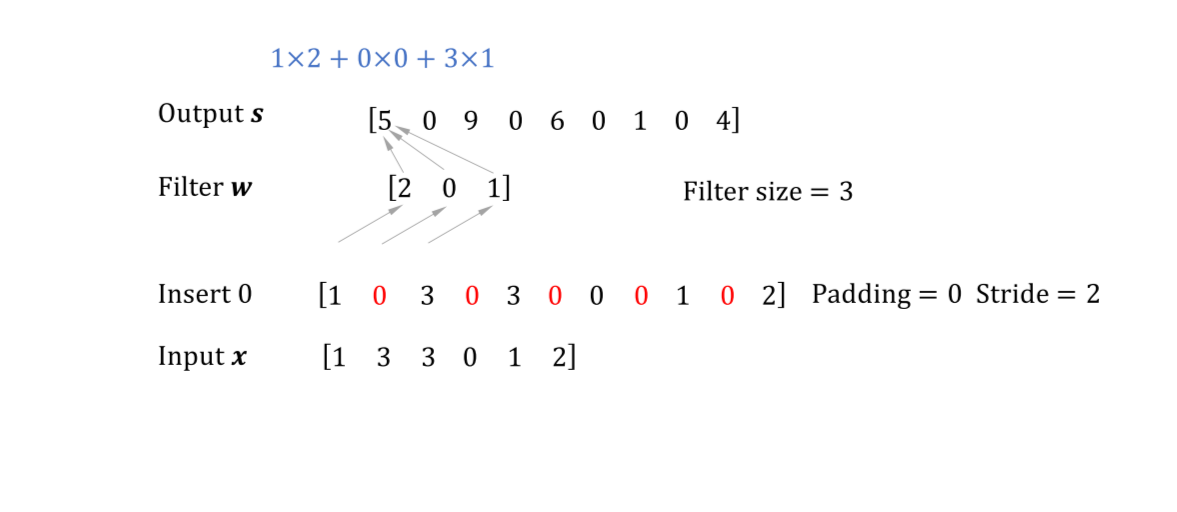 1×2 + 0×0 + 3×1
Output s [5 0 9 0 6 0 1 0 4]
Filter w [2 0 1] Filter size = 3
Insert 0 [1 0 3 0 3 0 0 0 1 0 2] Padding = 0 Stride = 2
Input x [1 3 3 0 1 2]